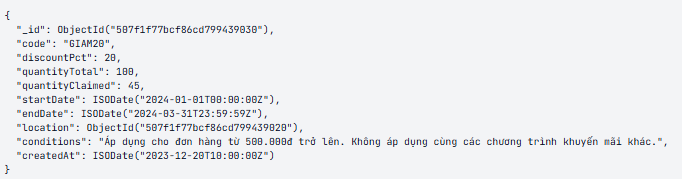 {
"_id": ObjectId("507f1f77bcf86cd799439030"),
"code": "GIAM20",
"discountPct": 20,
"quantityTotal": 100,
"quantityClaimed": 45,
"startDate": ISODate("2024-01-01T00:00:00Z"),
"endDate": ISODate("2024-03-31T23:59:59Z"),
"location": ObjectId("507f1f77bcf86cd799439020"),
"conditions": "Áp dụng cho đơn hàng từ 500.000đ trở lên. Không áp dụng cùng các chương trình khuyến mãi khác.",
"createdAt": ISODate("2023-12-20T10:00:00Z")
}